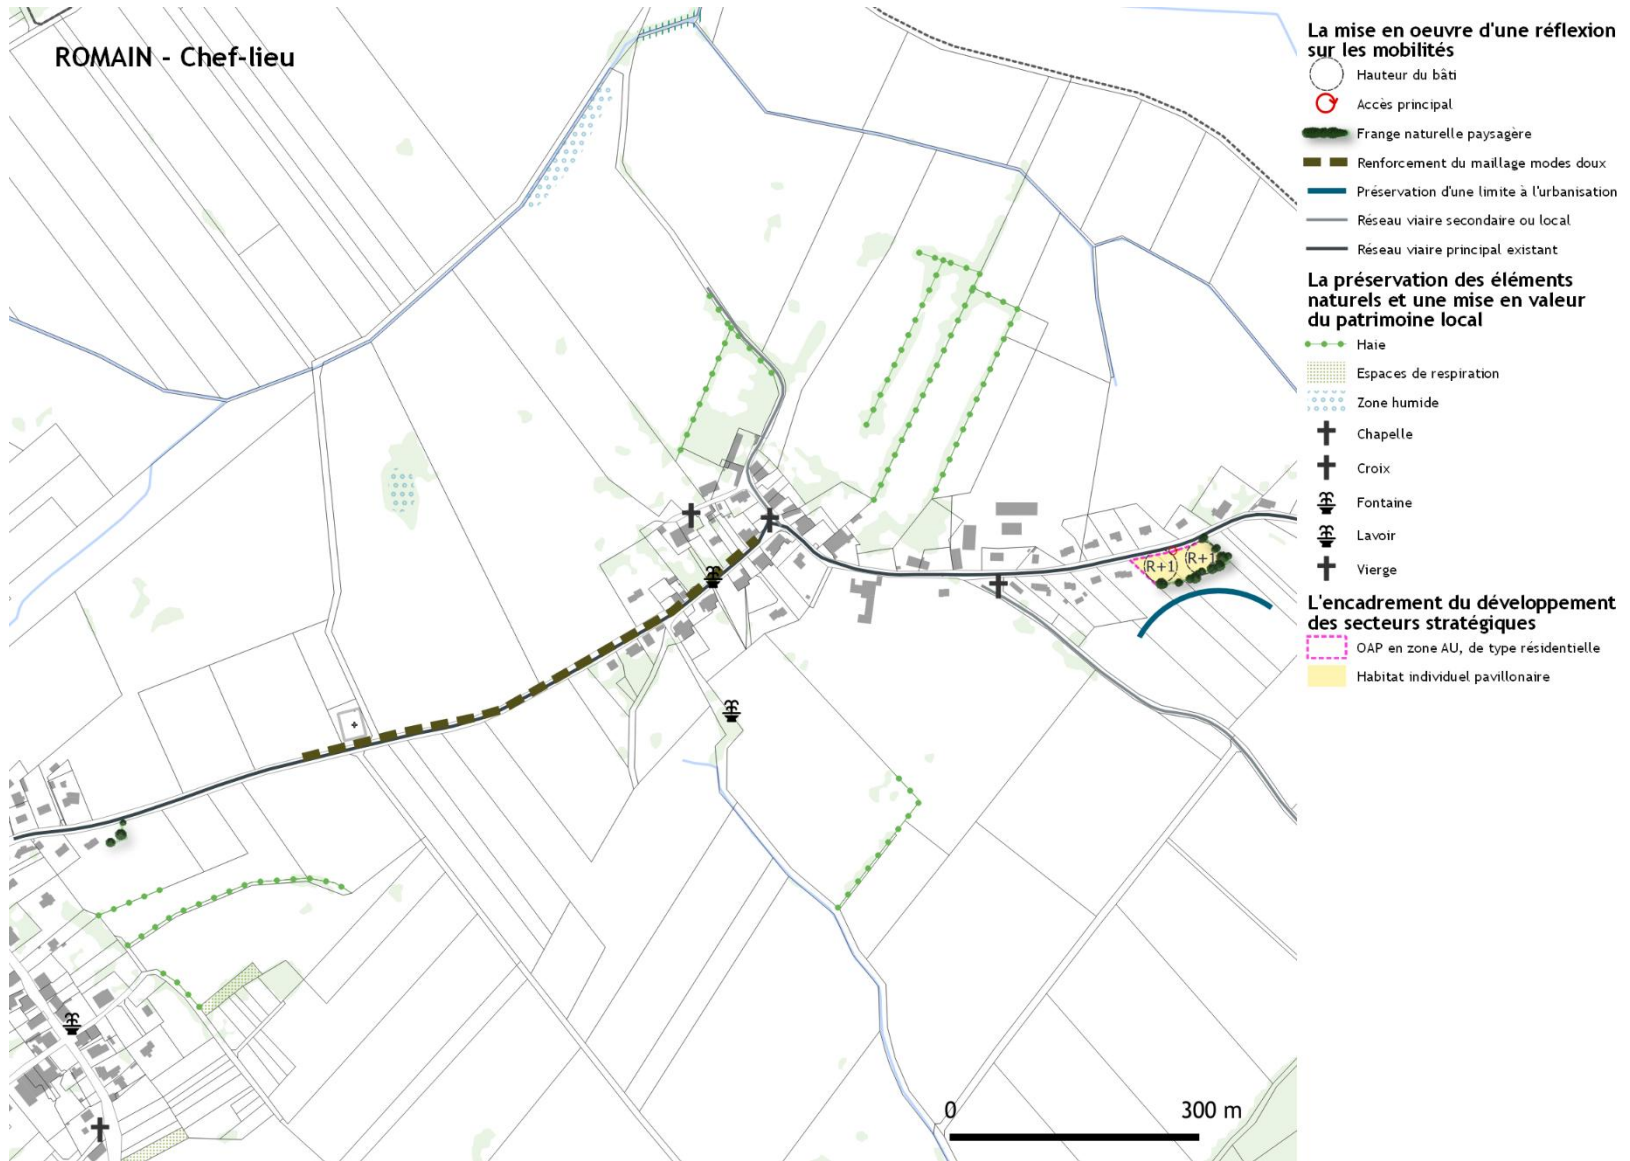 ROMAIN - Chef-lieu
(R+1)
(R+1)
0
300 m
La mise en oeuvre d'une réflexion
sur les mobilités
Hauteur du bâti
Accès principal
Frange naturelle paysagère
Renforcement du maillage modes doux
Préservation d'une limite à l'urbanisation
Réseau viaire secondaire ou local
Réseau viaire principal existant
La préservation des éléments
naturels et une mise en valeur
du patrimoine local
Haie
Espaces de respiration
Zone humide
Chapelle
Croix
Fontaine
Lavoir
Vierge
L'encadrement du développement
des secteurs stratégiques
OAP en zone AU, de type résidentielle
Habitat individuel pavillonaire